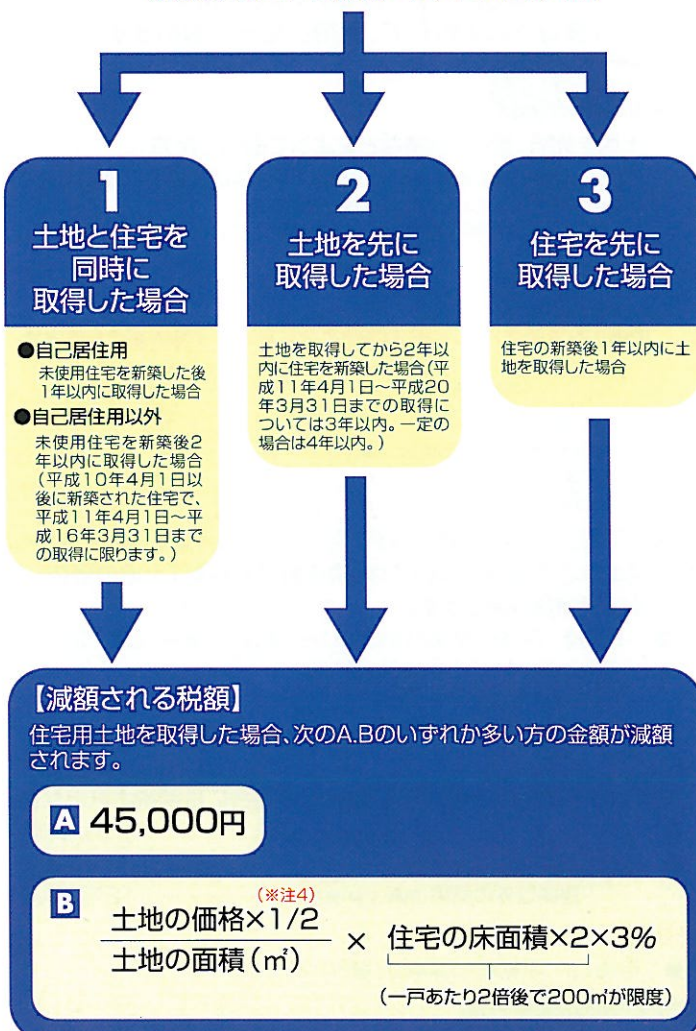 1
土地と住宅を
同時に
取得した場合
●自己居住用
未使用住宅を新築した後
1年以内に取得した場合
●自己居住用以外
未使用住宅を新築後2
年以内に取得した場合
(平成10年4月1日以
後に新築された住宅で、
平成11年4月1日～平
成16年3月31日まで
の取得に限ります。)
2
土地を先に
取得した場合
土地を取得してから2年以
内に住宅を新築した場合(平
成11年4月1日～平成20
年3月31日までの取得に
ついては3年以内。一定の
場合は4年以内。)
3
住宅を先に
取得した場合
住宅の新築後1年以内に土
地を取得した場合
【減額される税額】
住宅用土地を取得した場合、次のA.Bのいずれか多い方の金額が減額
されます。
A 45,000円
B
(※注4)
土地の価格×1/2
土地の面積(㎡)
× 住宅の床面積×2×3%
(一戸あたり2倍後で200㎡が限度)